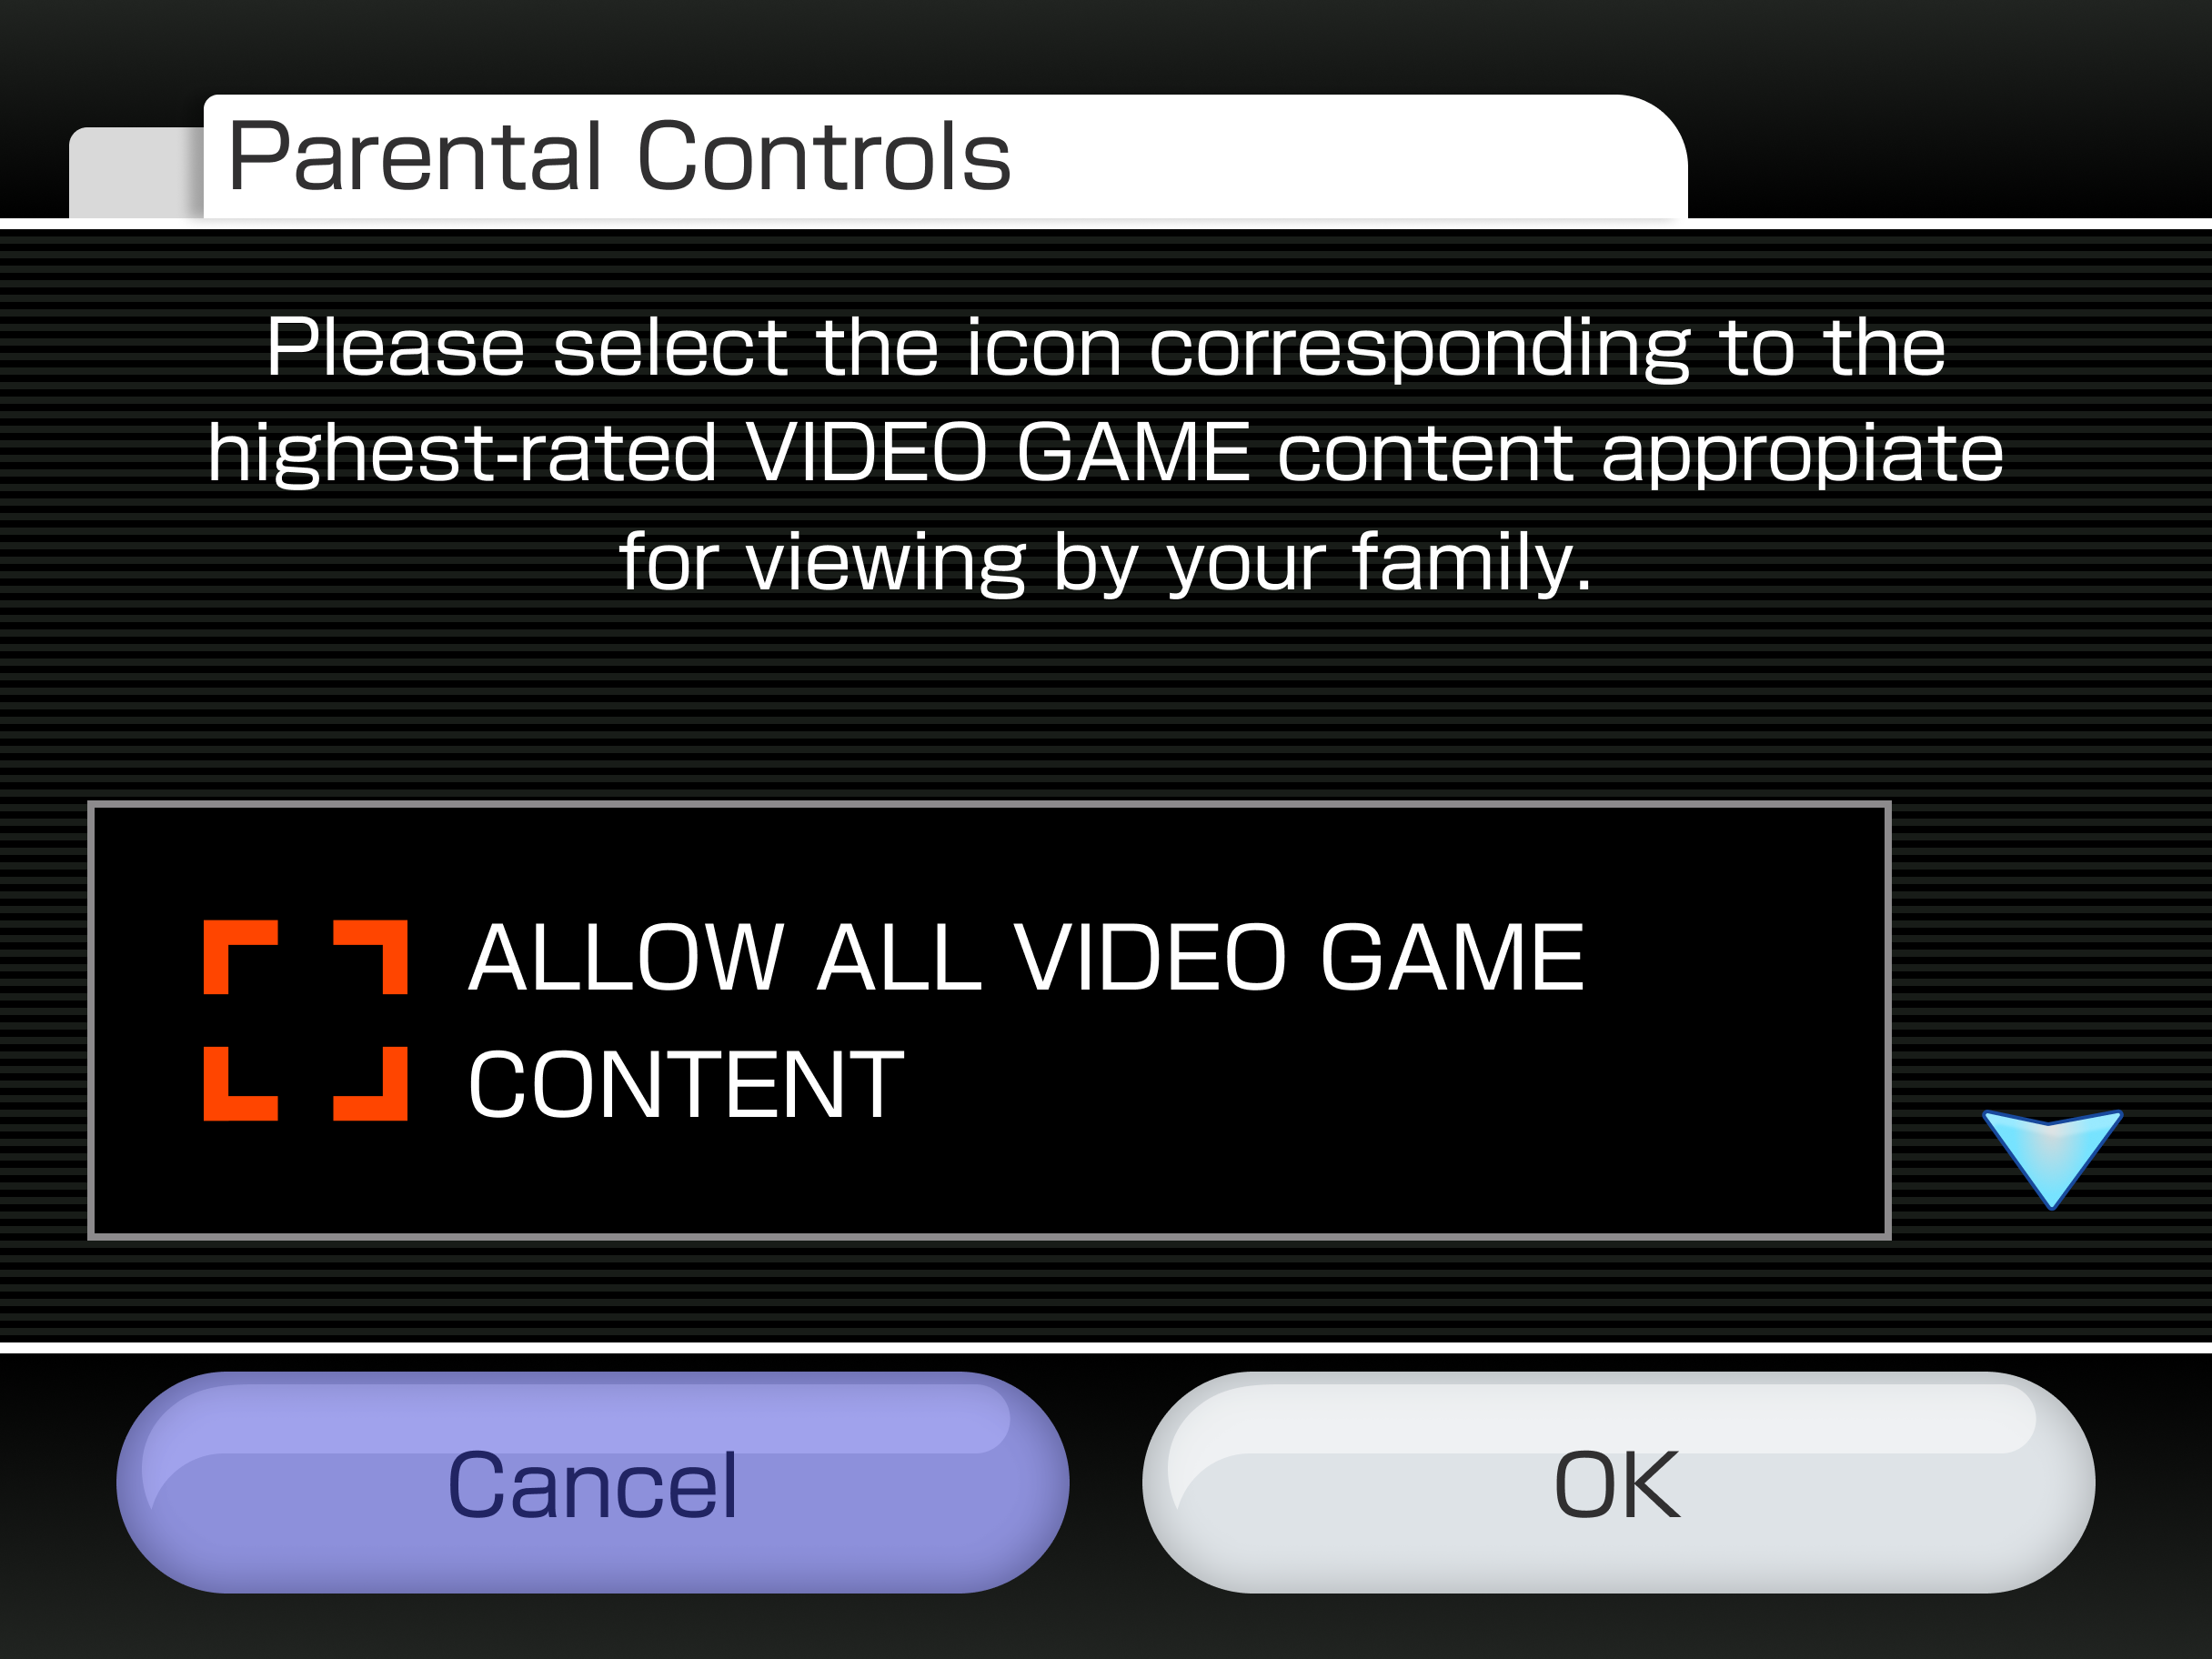 Parental Controls
Please select the icon corresponding to the
highest-rated VIDEO GAME content appropiate
for viewing by your family.
ALLOW ALL VIDEO GAME
CONTENT
Cancel
OK